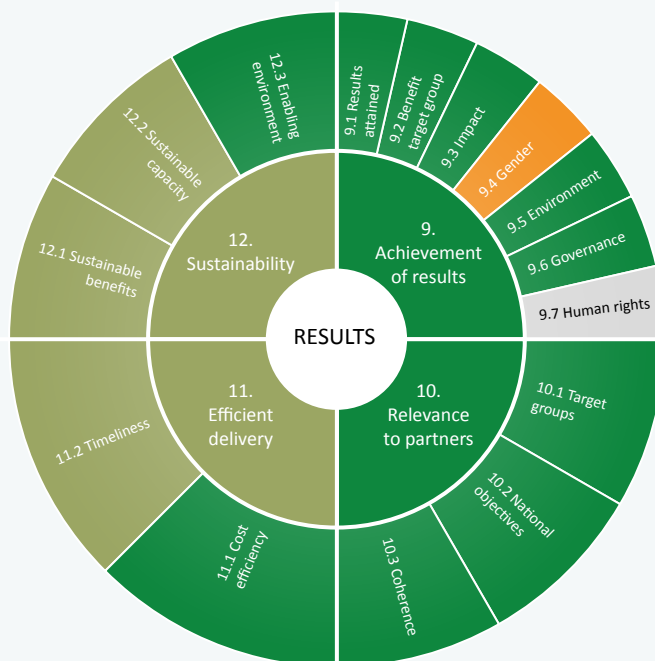 RESULTS
9.
Achievement
of results
9.1 Results
attained
9.2 Benefit
target group
9.3 Impact
9.4 Gender
9.5 Environment
9.6 Governance
9.7 Human rights
10.
Relevance
to partners
10.1 Target
groups
10.2 National
objectives
10.3 Coherence
11.
Efficient
delivery
11.1 Cost
efficiency
11.2 Timeliness
12.
Sustainability
12.1 Sustainable
benefits
12.2 Sustainable
capacity
12.3 Enabling
environment